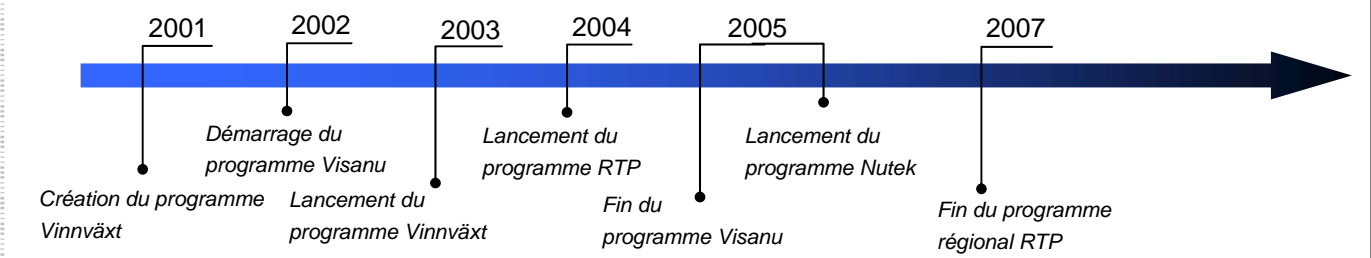 2001
Création du programme
Vinnväxt
2002
Démarrage du
programme Visanu
2003
Lancement du
programme Vinnväxt
2004
Lancement du
programme RTP
2005
Fin du
programme Visanu
Lancement du
programme Nutek
2007
Fin du programme
régional RTP